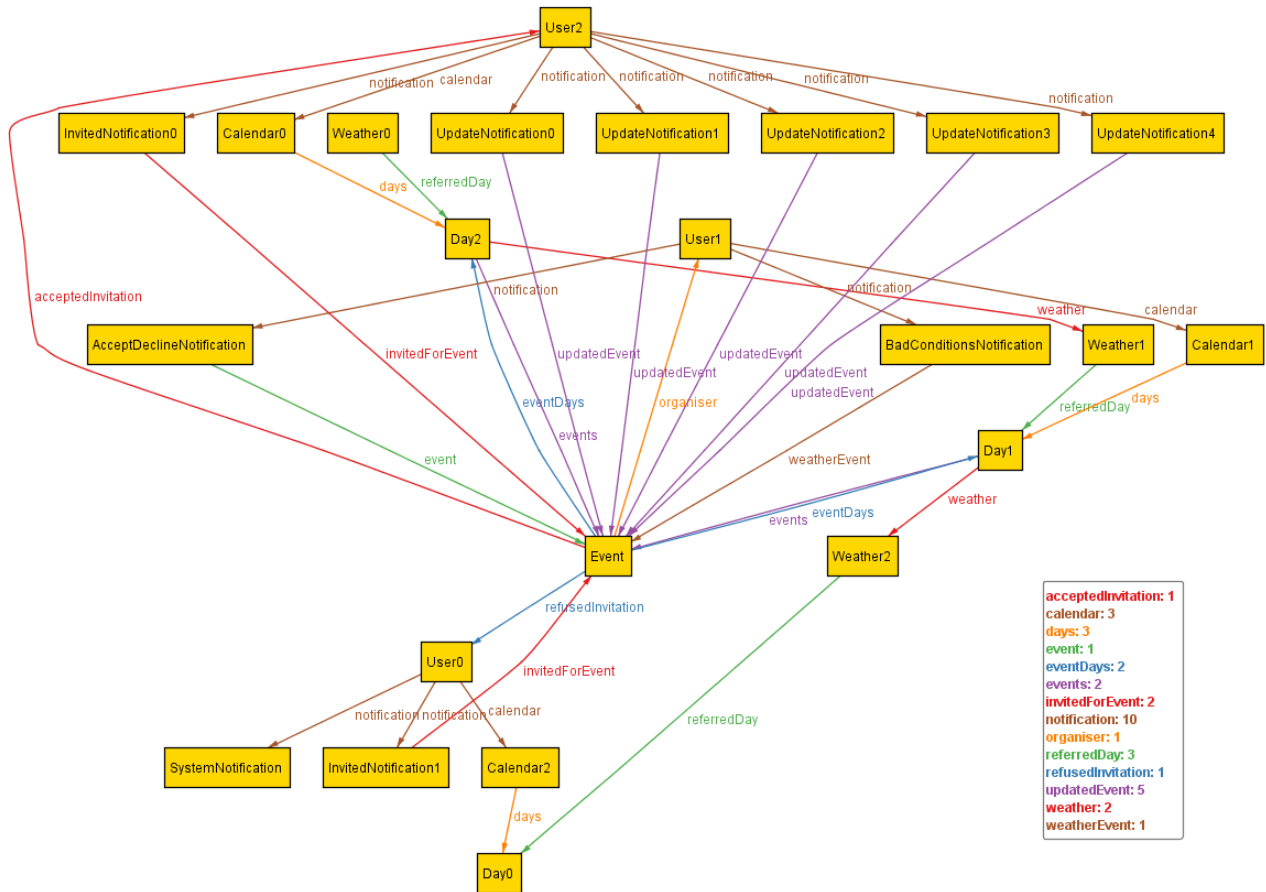 User2
notification
calendar
notification
notification
notification
notification
notification
InvitedNotification0
Calendar0
Weather0
UpdateNotification0
UpdateNotification1
UpdateNotification2
UpdateNotification3
UpdateNotification4
referredDay
days
Day2
User1
acceptedInvitation
notification
notification
calendar
weather
AcceptDeclineNotification
BadConditionsNotification
Weather1
Calendar1
invitedForEvent
updatedEvent
updatedEvent
updatedEvent
updatedEvent
updatedEvent
eventDays
organiser
referredDay
days
events
event
weatherEvent
Day1
weather
events
eventDays
Event
Weather2
refusedInvitation
User0
invitedForEvent
notification
notification
calendar
referredDay
SystemNotification
InvitedNotification1
Calendar2
days
Day0
acceptedInvitation: 1
calendar: 3
days: 3
event: 1
eventDays: 2
events: 2
invitedForEvent: 2
notification: 10
organiser: 1
referredDay: 3
refusedInvitation: 1
updatedEvent: 5
weather: 2
weatherEvent: 1